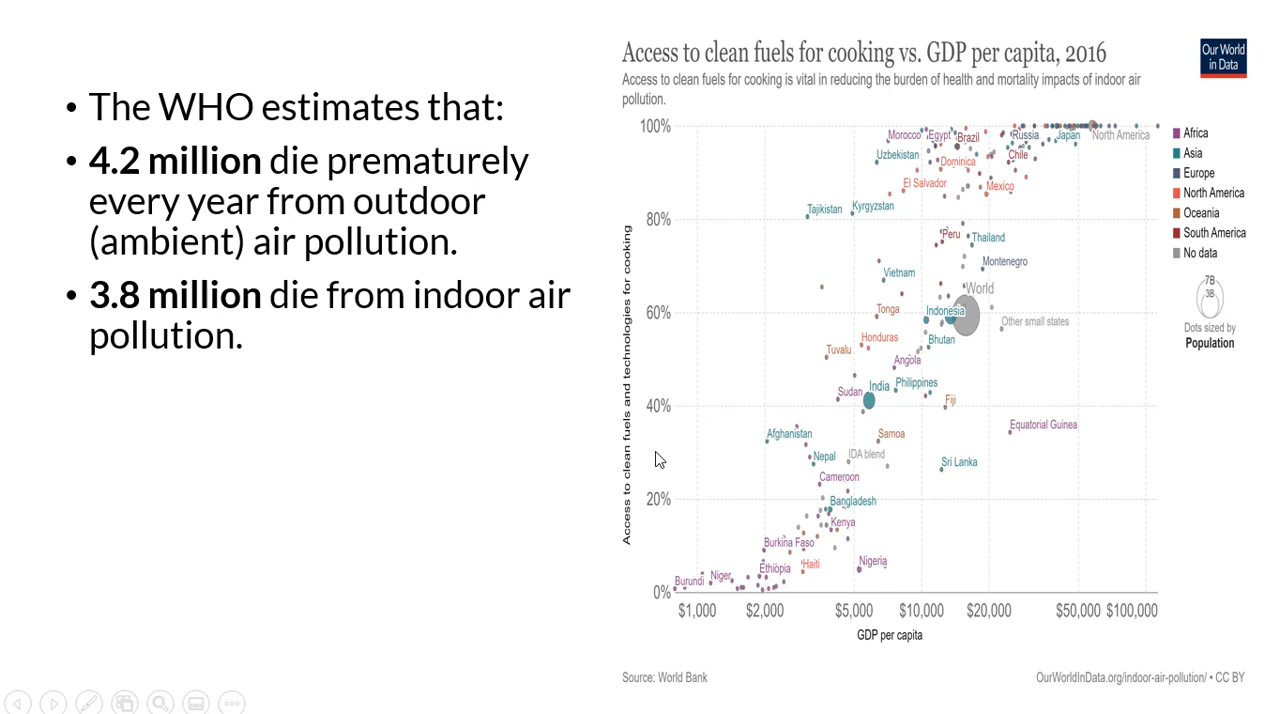 • The WHO estimates that:
• 4.2 million die prematurely
every year from outdoor
(ambient) air pollution.
• 3.8 million die from indoor air
pollution.
Access to clean fuels for cooking vs. GDP per capita, 2016
Our World
in Data
Access to clean fuels for cooking is vital in reducing the burden of health and mortality impacts of indoor air
pollution.
Access to clean fuels and technologies for cooking
100%
80%
60%
40%
20%
0%
Morocco
Egypt
Brazil
Russia
Japan
North America
Uzbekistan
Dominica
Chile
El Salvador
Mexico
Tajikistan
Kyrgyzstan
Peru
Thailand
Montenegro
Vietnam
World
Tonga
Indonesia
Other small states
Honduras
Bhutan
Tuvalu
Angola
India
Philippines
Sudan
Fiji
Equatorial Guinea
Afghanistan
Samoa
Nepal
IDA blend
Sri Lanka
Cameroon
Bangladesh
Kenya
Burkina Faso
Ethiopia
Haiti
Nigeria
Burundi
Niger
$1,000
$2,000
$5,000
$10,000
$20,000
$50,000
$100,000
GDP per capita
Africa
Asia
Europe
North America
Oceania
South America
No data
7B
3B
Dots sized by
Population
Source: World Bank
OurWorldInData.org/indoor-air-pollution/ • CC BY